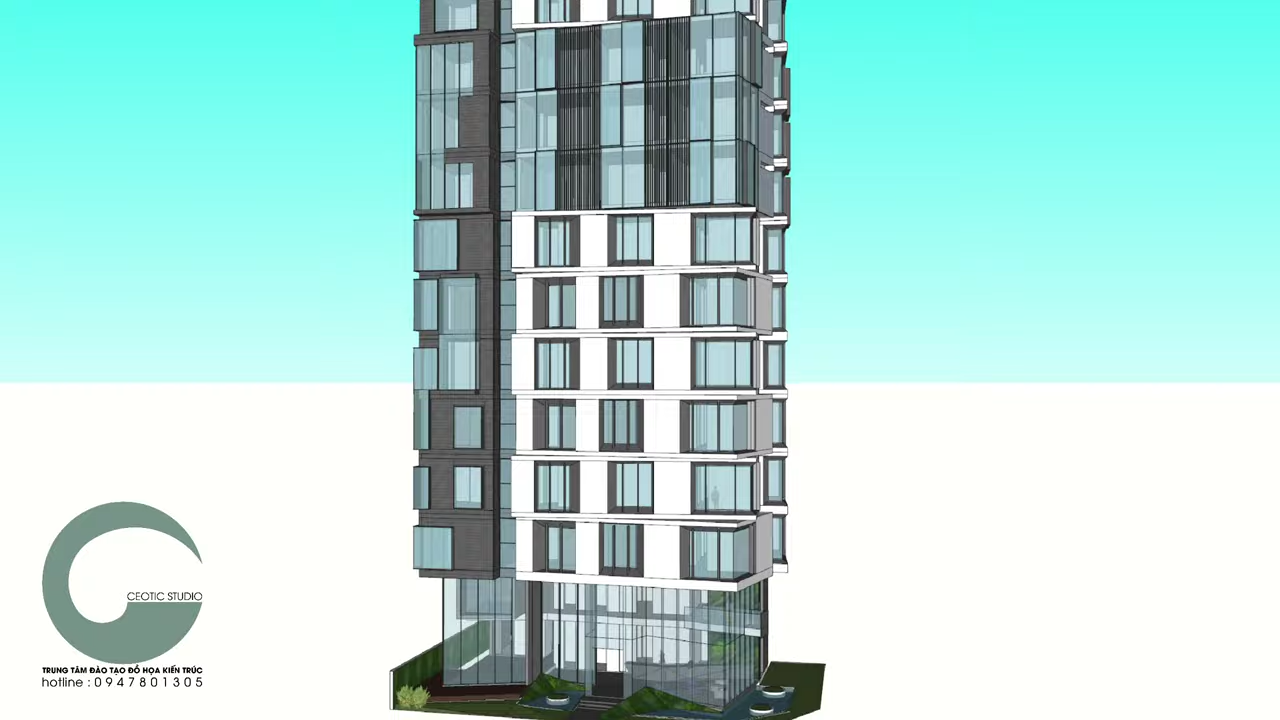 CEOTIC STUDIO
TRUNG TÂM ĐÀO TẠO ĐỒ HỌA KIẾN TRÚC
hotline : 0 9 4 7 8 0 1 3 0 5